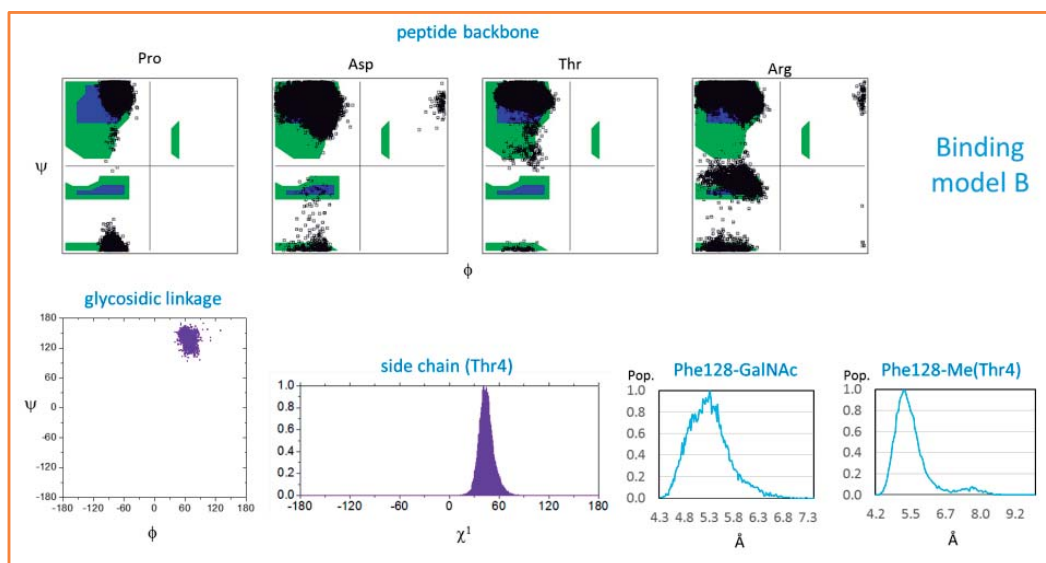 peptide backbone
Pro
Asp
Thr
Arg
ψ
ϕ
Binding
model B
glycosidic linkage
180
120
60
0
-60
-120
-180
ψ
-180 -120 -60 0 60 120 180
ϕ
side chain (Thr4)
1.0
0.8
0.6
0.4
0.2
0.0
-180 -120 -60 0 60 120 180
χ¹
Phe128-GalNAc
Pop.
1.0
0.8
0.6
0.4
0.2
0.0
4.3 4.8 5.3 5.8 6.3 6.8 7.3
Å
Phe128-Me(Thr4)
Pop.
1.0
0.8
0.6
0.4
0.2
0.0
4.2 5.5 6.7 8.0 9.2
Å